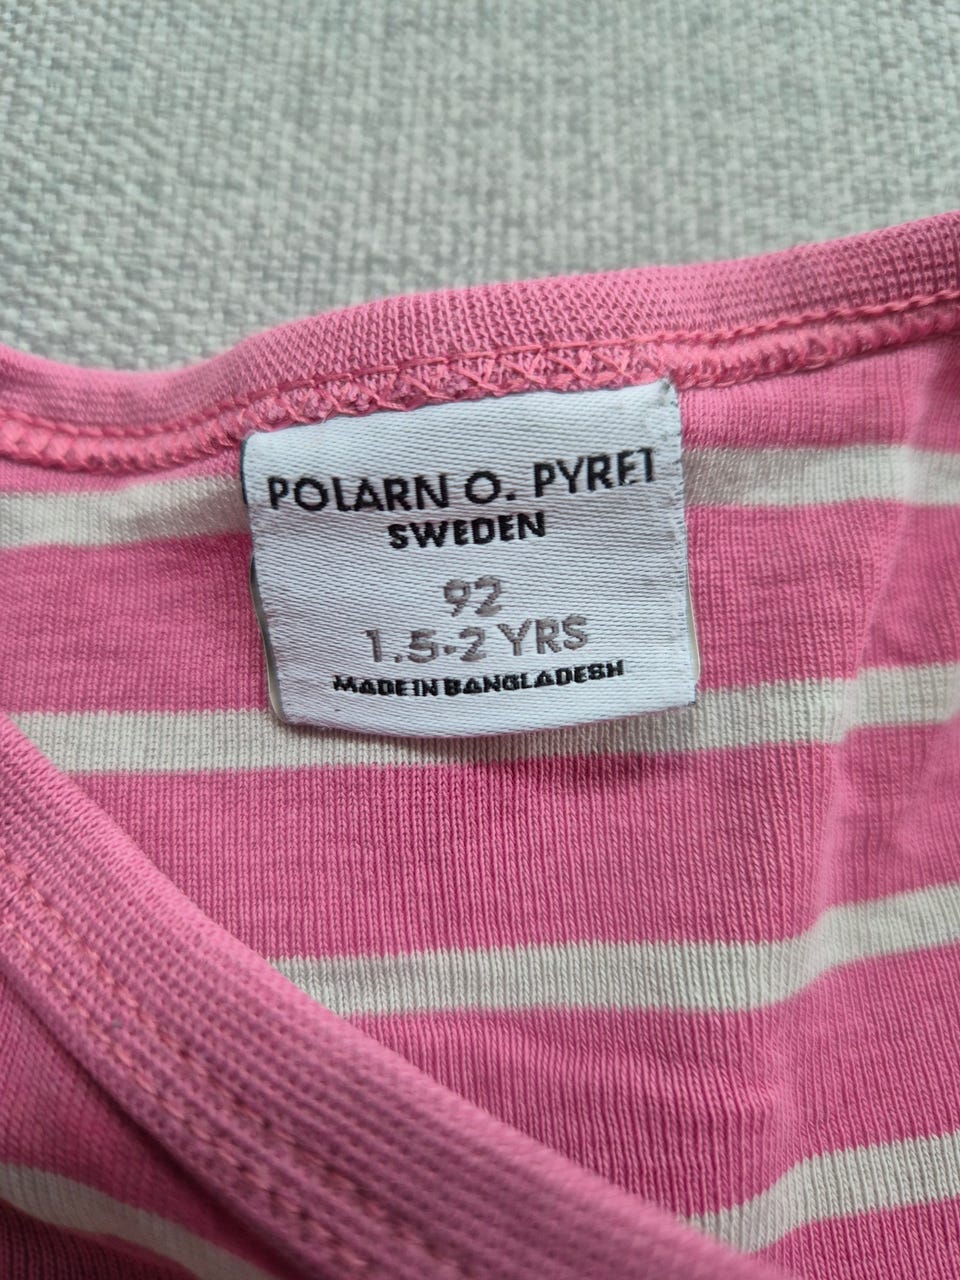 POLARN O. PYRET
SWEDEN
92
1.5-2 YRS
MADE IN BANGLADESH